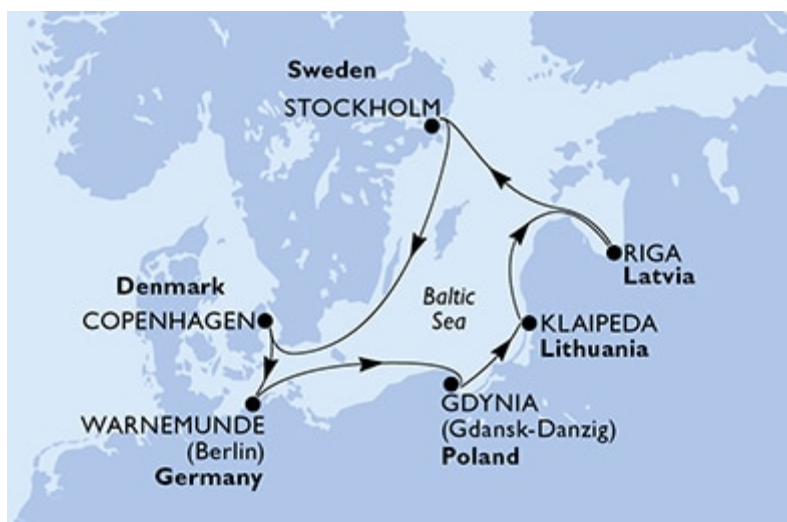 Sweden
STOCKHOLM
RIGA
Latvia
Denmark
COPENHAGEN
Baltic
Sea
KLAIPEDA
Lithuania
WARNEMUNDE
(Berlin)
Germany
GDYNIA
(Gdansk-Danzig)
Poland